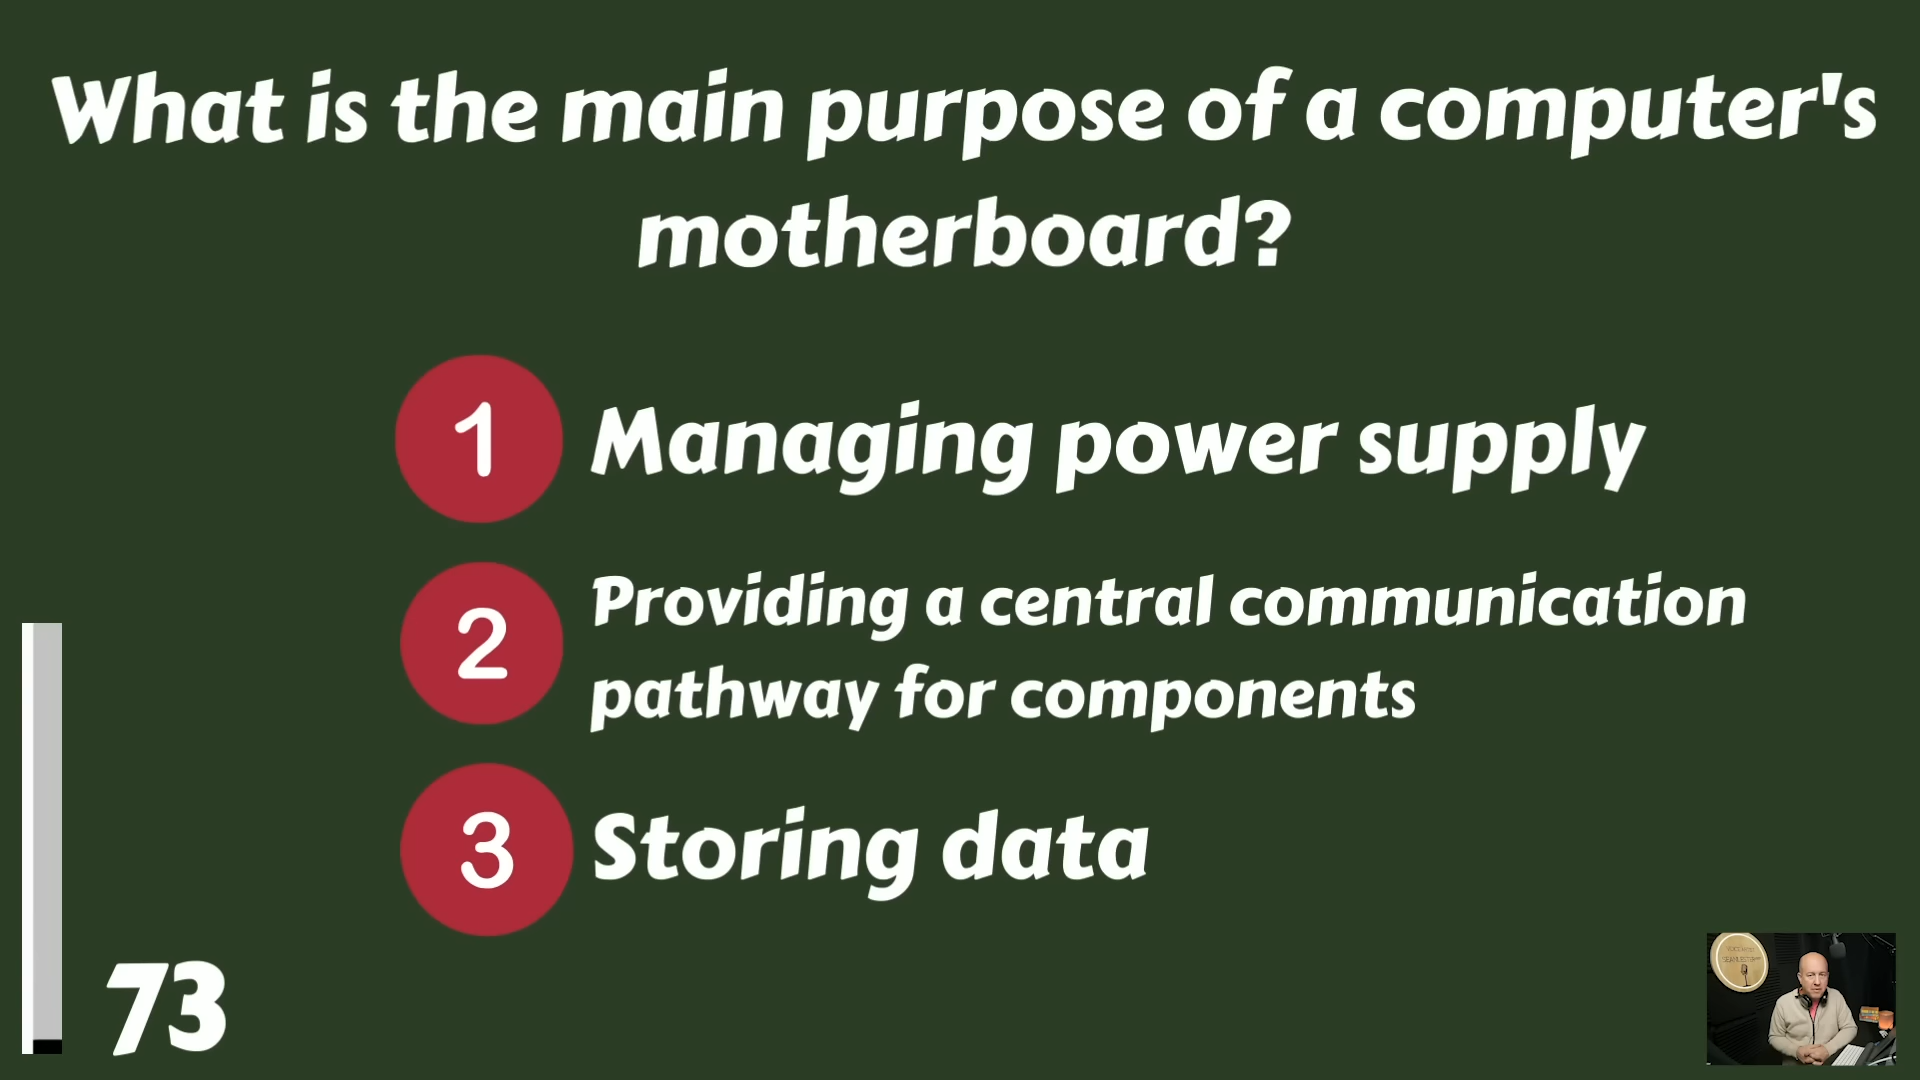 What is the main purpose of a computer's
motherboard?
1 Managing power supply
2 Providing a central communication
pathway for components
3 Storing data
73